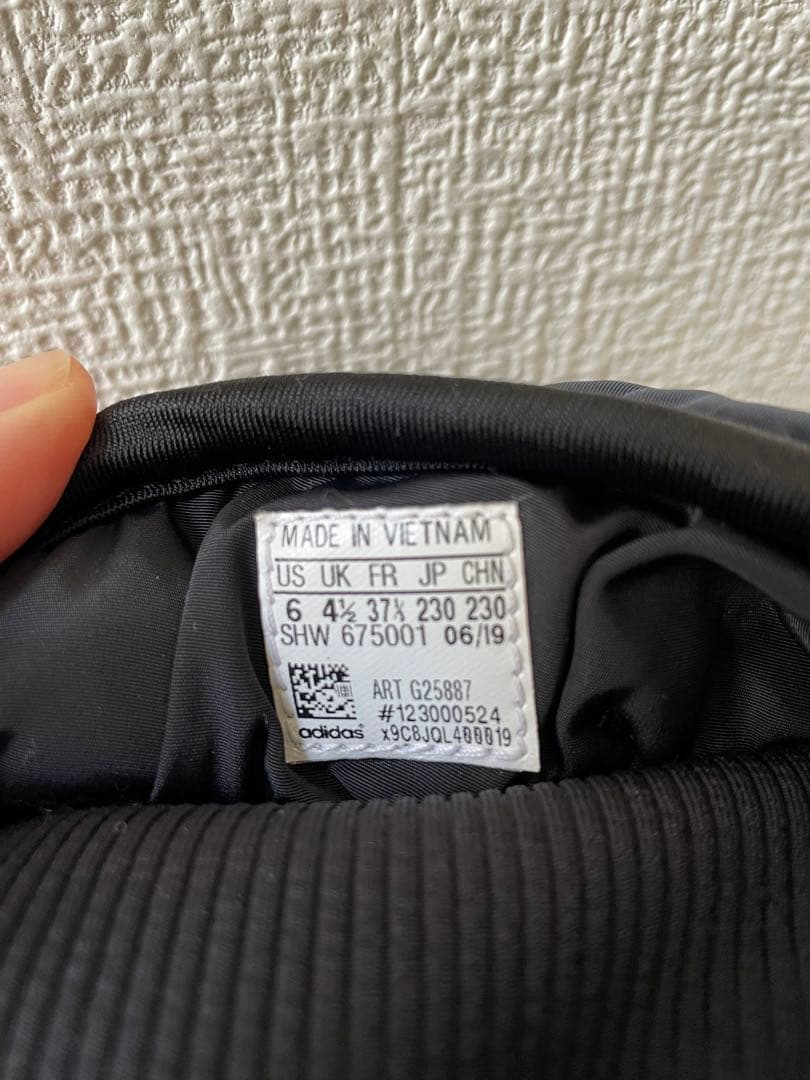 MADE IN VIETNAM
US UK FR JP CHN
6 4½ 37⅓ 230 230
SHW 675001 06/19
ART G25887
#123000524
adidas x9C8JQL400019